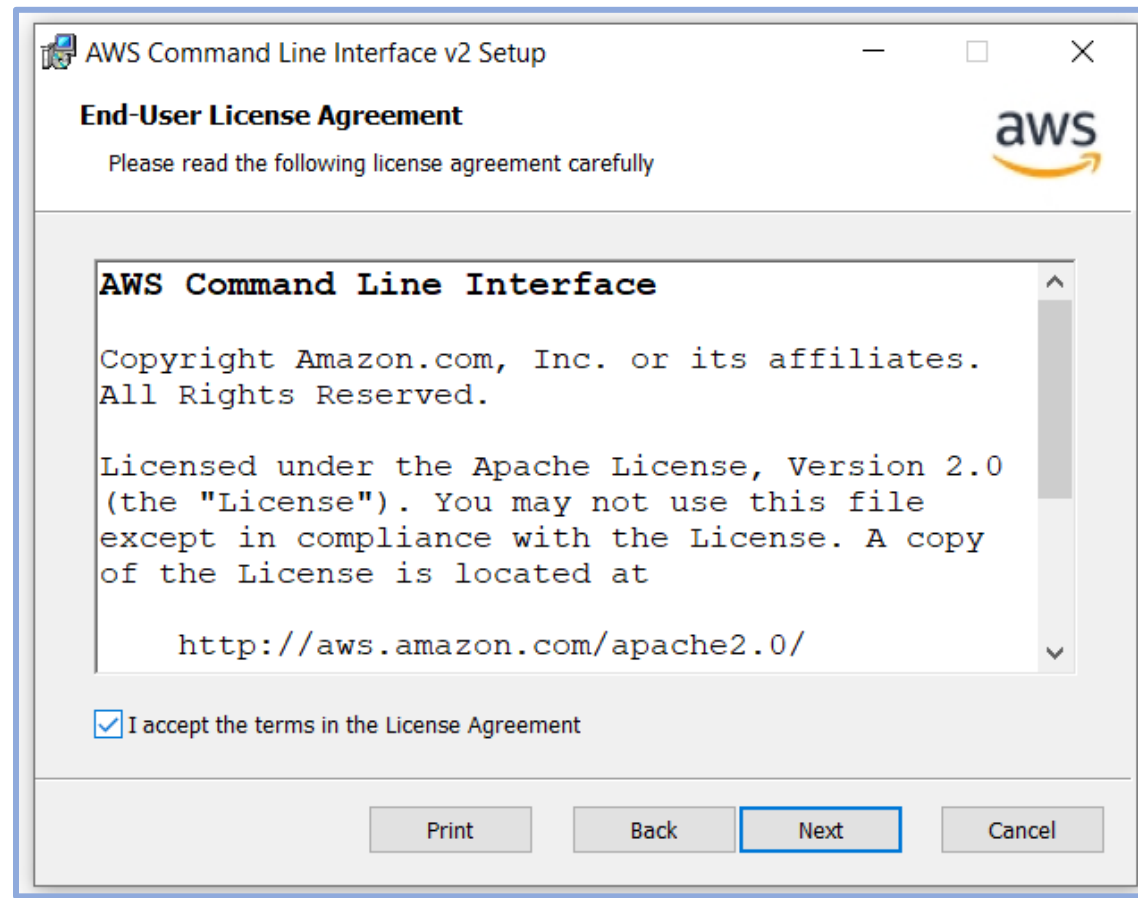 AWS Command Line Interface v2 Setup
End-User License Agreement
aws
Please read the following license agreement carefully
AWS Command Line Interface
Copyright Amazon.com, Inc. or its affiliates.
All Rights Reserved.
Licensed under the Apache License, Version 2.0
(the "License"). You may not use this file
except in compliance with the License. A copy
of the License is located at
http://aws.amazon.com/apache2.0/
I accept the terms in the License Agreement
Print Back Next Cancel